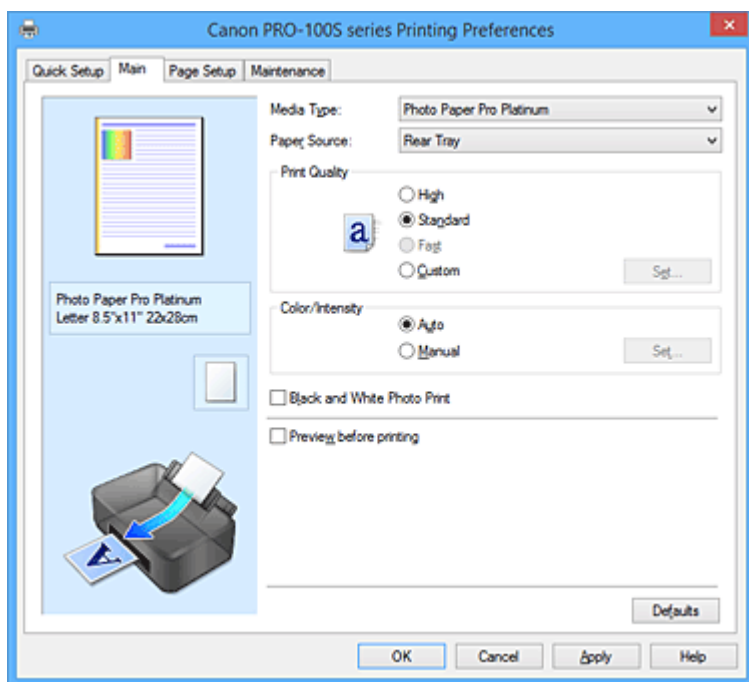 Canon PRO-100S series Printing Preferences
Quick Setup Main Page Setup Maintenance
Media Type: Photo Paper Pro Platinum
Paper Source: Rear Tray
Print Quality
High
a Standard
Fast
Custom Set...
Photo Paper Pro Platinum
Letter 8.5"x11" 22x28cm
Color/Intensity
Auto
Manual Set...
Black and White Photo Print
Preview before printing
A
Defaults
OK Cancel Apply Help